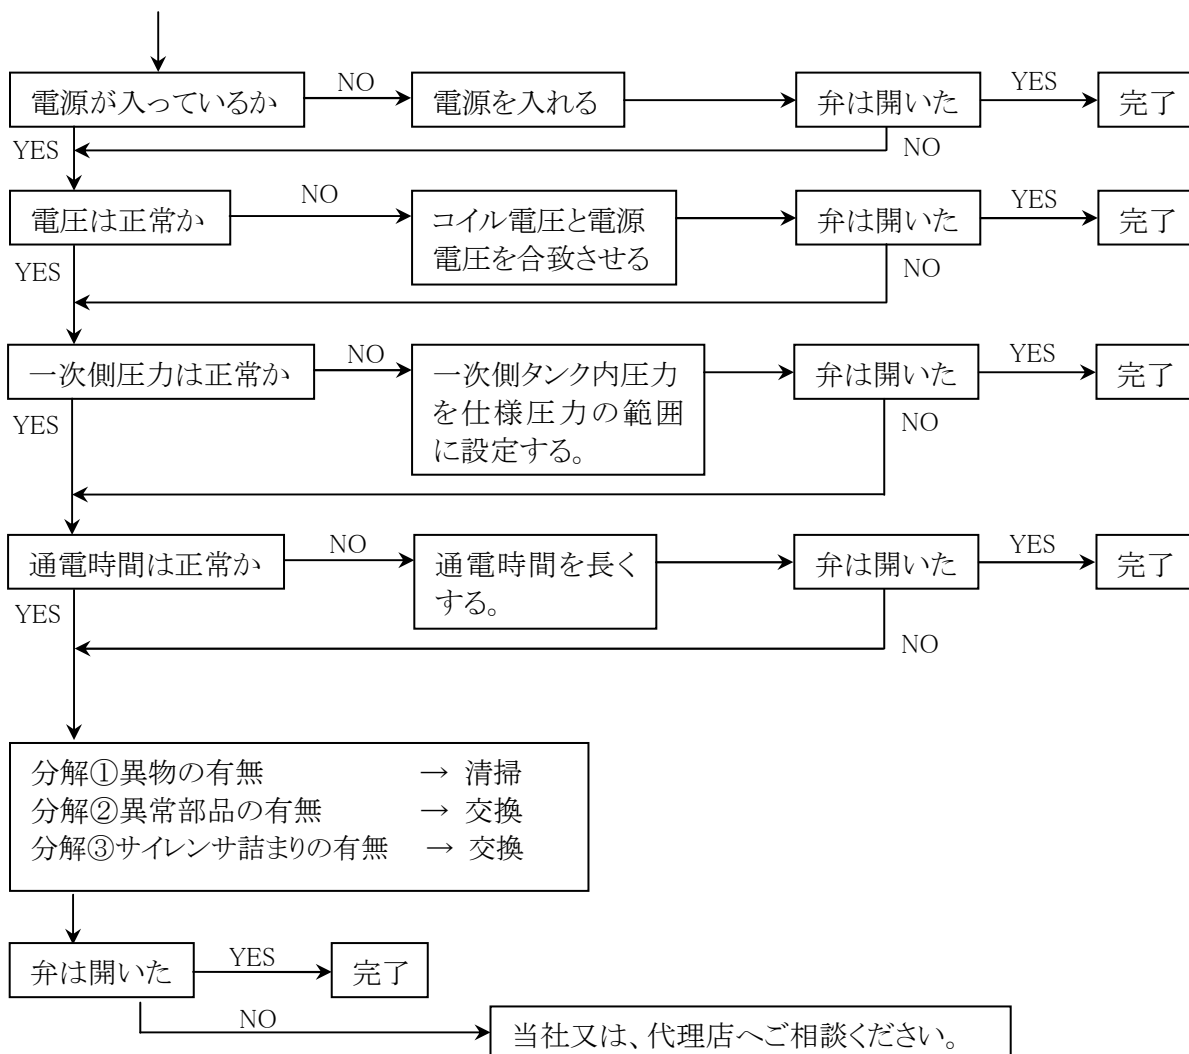 電源が入っているか
NO
電源を入れる
弁は開いた
YES
完了
YES
NO
電圧は正常か
NO
コイル電圧と電源
電圧を合致させる
弁は開いた
YES
完了
YES
NO
一次側圧力は正常か
NO
一次側タンク内圧力
を仕様圧力の範囲
に設定する。
弁は開いた
YES
完了
YES
NO
通電時間は正常か
NO
通電時間を長く
する。
弁は開いた
YES
完了
YES
NO
分解①異物の有無 → 清掃
分解②異常部品の有無 → 交換
分解③サイレンサ詰まりの有無 → 交換
弁は開いた
YES
完了
NO
当社又は、代理店へご相談ください。